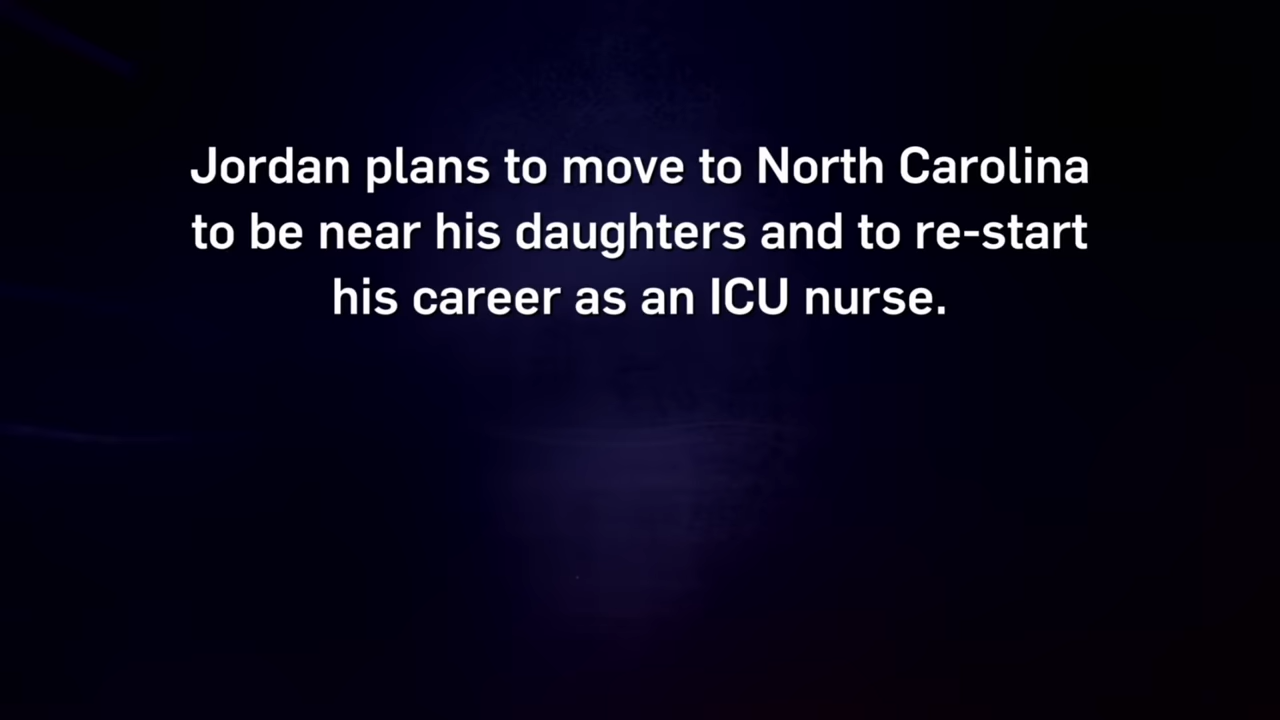 Jordan plans to move to North Carolina
to be near his daughters and to re-start
his career as an ICU nurse.